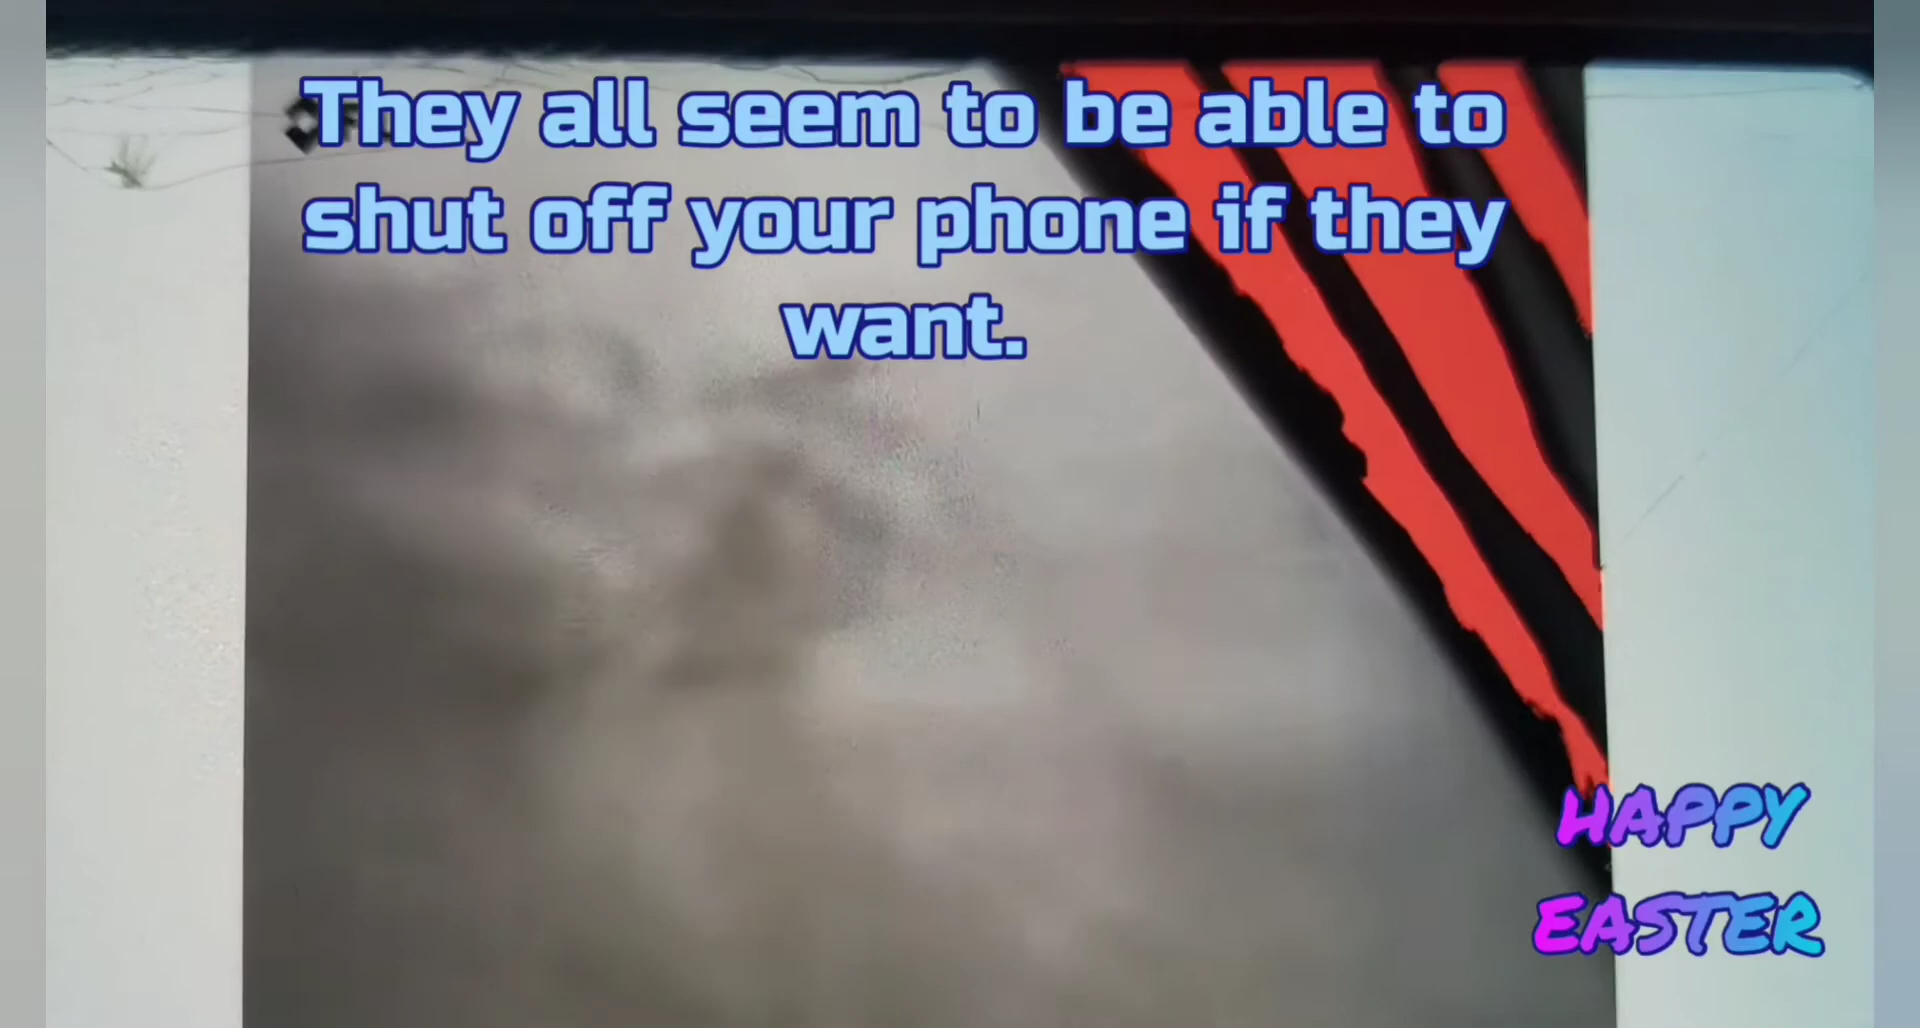 They all seem to be able to
shut off your phone if they
want.
HAPPY
EASTER